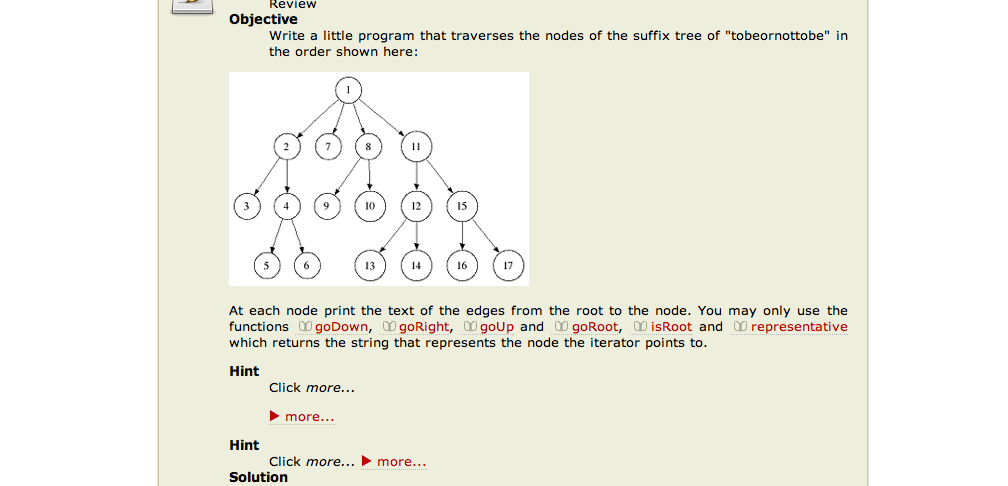 Review
Objective
Write a little program that traverses the nodes of the suffix tree of "tobeornottobe" in
the order shown here:
1
2 7 8 11
3 4 9 10 12 15
5 6 13 14 16 17
At each node print the text of the edges from the root to the node. You may only use the
functions goDown, goRight, goUp and goRoot, isRoot and representative
which returns the string that represents the node the iterator points to.
Hint
Click more...
more...
Hint
Click more... more...
Solution